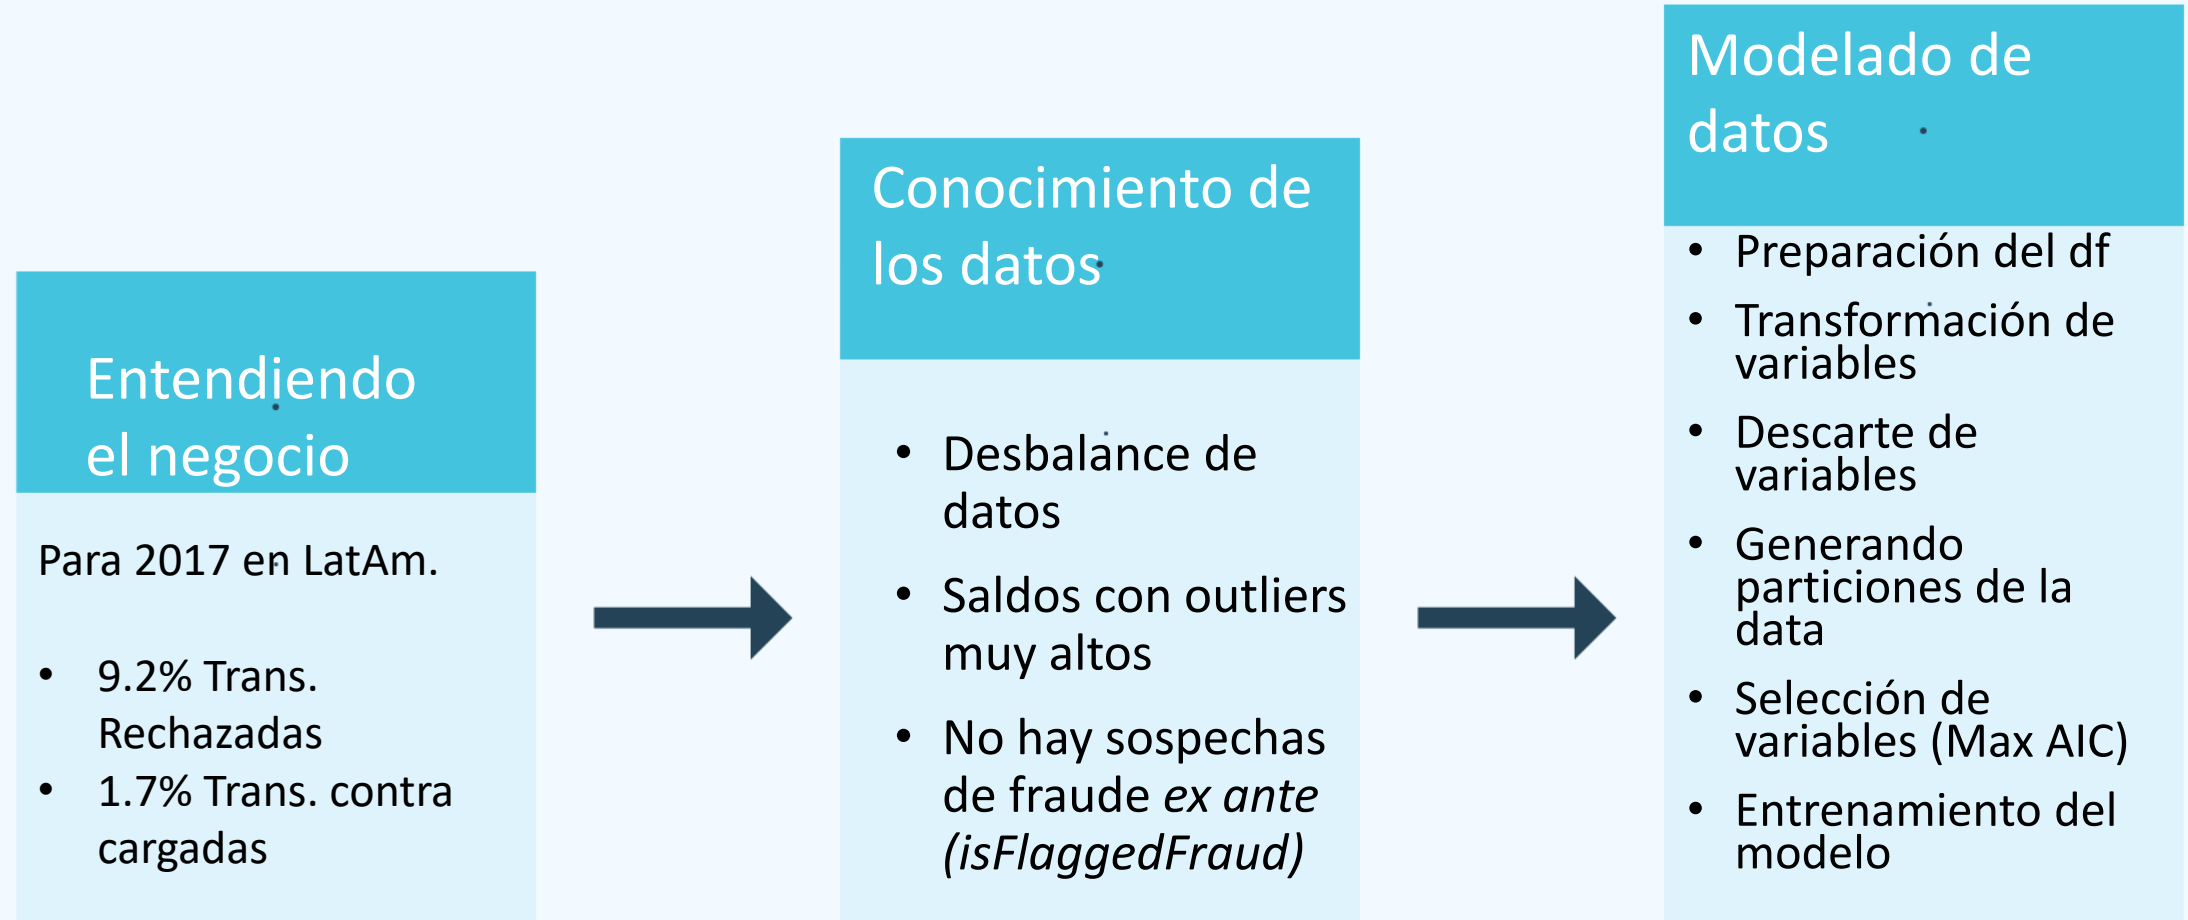 Entendiendo
el negocio
Para 2017 en LatAm.
• 9.2% Trans.
Rechazadas
• 1.7% Trans. contra
cargadas
Conocimiento de
los datos
• Desbalance de
datos
• Saldos con outliers
muy altos
• No hay sospechas
de fraude ex ante
(isFlaggedFraud)
Modelado de
datos
• Preparación del df
• Transformación de
variables
• Descarte de
variables
• Generando
particiones de la
data
• Selección de
variables (Max AIC)
• Entrenamiento del
modelo